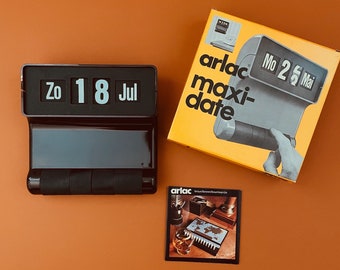 Zo 18 Jul
arlac
maxi-
date
Mo 25 Mai
arlac